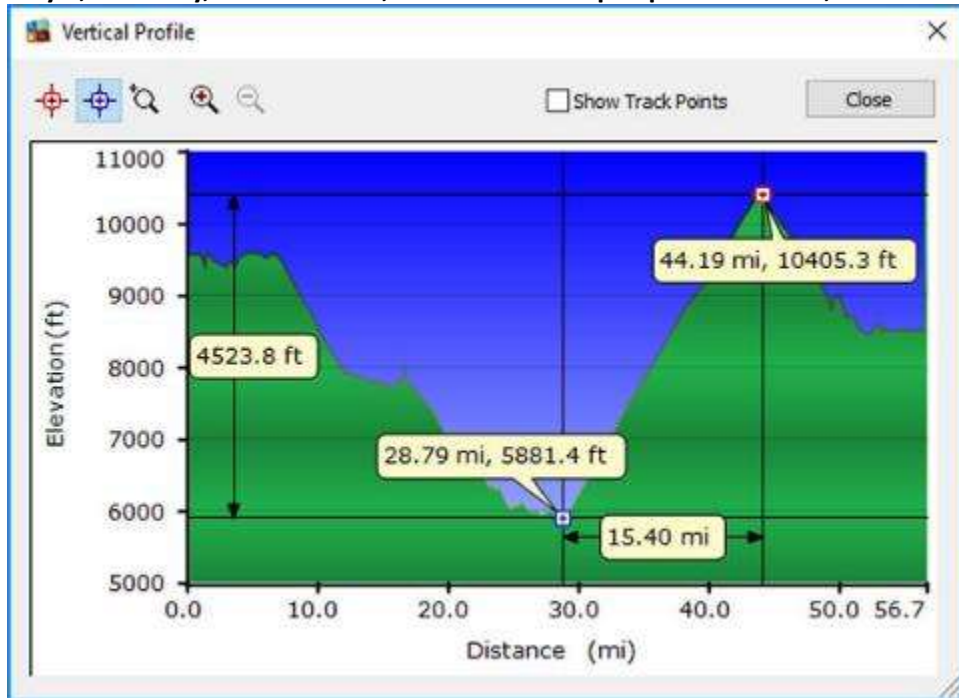 Vertical Profile
Show Track Points
Close
11000
10000
9000
8000
7000
6000
5000
Elevation(ft)
4523.8 ft
44.19 mi, 10405.3 ft
28.79 mi, 5881.4 ft
15.40 mi
0.0 10.0 20.0 30.0 40.0 50.0 56.7
Distance (mi)